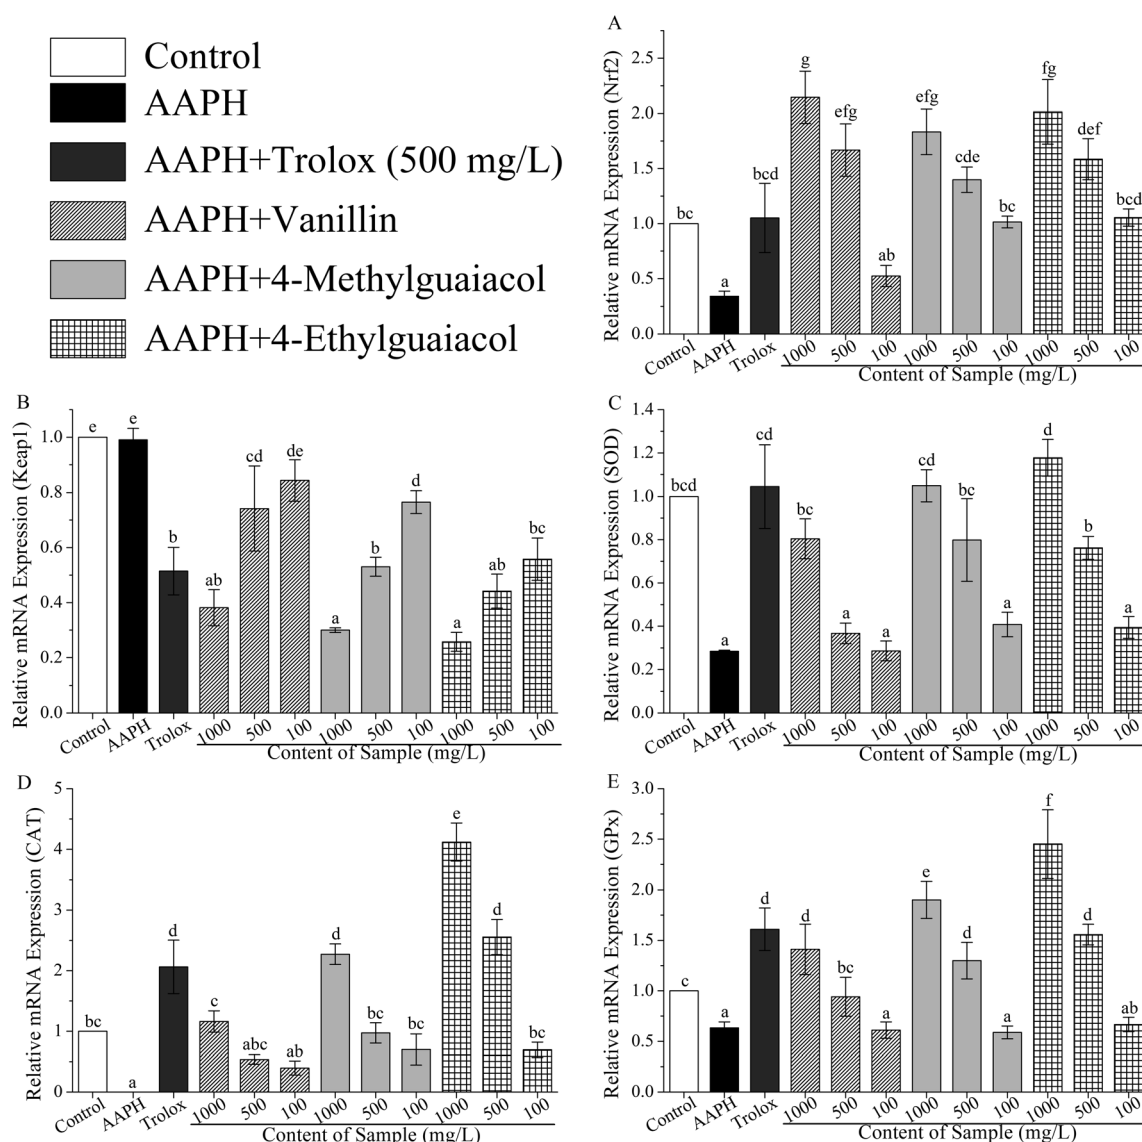 Control
AAPH
AAPH+Trolox (500 mg/L)
AAPH+Vanillin
AAPH+4-Methylguaiacol
AAPH+4-Ethylguaiacol
A
Relative mRNA Expression (Nrf2)
2.5
2.0
1.5
1.0
0.5
0.0
bc
a
bcd
g
efg
ab
efg
cde
bc
fg
def
bcd
Control
AAPH
Trolox
1000
500
100
1000
500
100
1000
500
100
Content of Sample (mg/L)
B
Relative mRNA Expression (Keap1)
1.0
0.8
0.6
0.4
0.2
0.0
e
e
b
ab
cd
de
a
b
d
a
ab
bc
Control
AAPH
Trolox
1000
500
100
1000
500
100
1000
500
100
Content of Sample (mg/L)
C
Relative mRNA Expression (SOD)
1.4
1.2
1.0
0.8
0.6
0.4
0.2
0.0
bcd
a
cd
bc
a
a
cd
bc
a
d
b
a
Control
AAPH
Trolox
1000
500
100
1000
500
100
1000
500
100
Content of Sample (mg/L)
D
Relative mRNA Expression (CAT)
5
4
3
2
1
0
bc
a
d
c
abc
ab
d
bc
bc
e
d
bc
Control
AAPH
Trolox
1000
500
100
1000
500
100
1000
500
100
Content of Sample (mg/L)
E
Relative mRNA Expression (GPx)
3.0
2.5
2.0
1.5
1.0
0.5
0.0
c
a
d
d
bc
a
e
d
a
f
d
ab
Control
AAPH
Trolox
1000
500
100
1000
500
100
1000
500
100
Content of Sample (mg/L)